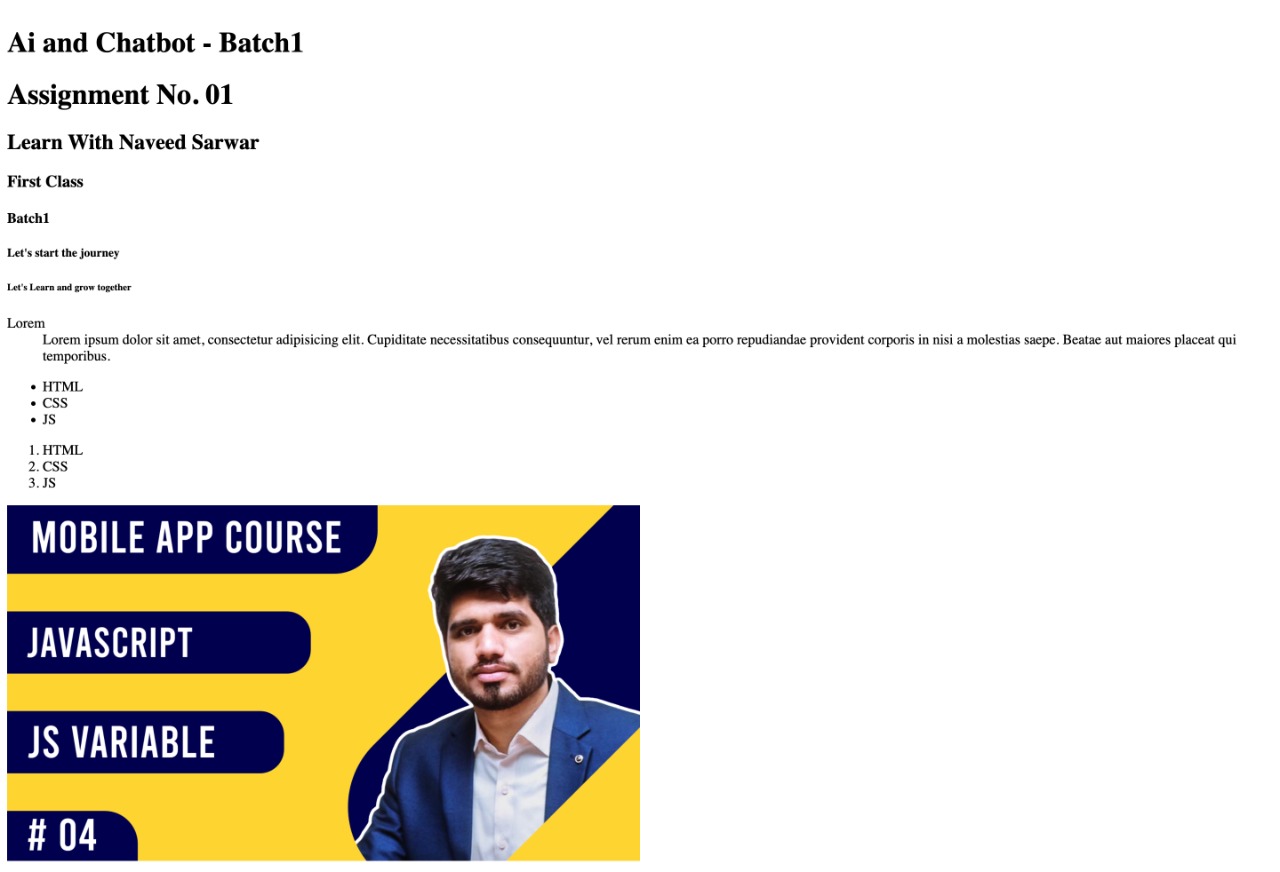 Ai and Chatbot - Batch1
Assignment No. 01
Learn With Naveed Sarwar
First Class
Batch1
Let's start the journey
Let's Learn and grow together
Lorem
Lorem ipsum dolor sit amet, consectetur adipisicing elit. Cupiditate necessitatibus consequuntur, vel rerum enim ea porro repudiandae provident corporis in nisi a molestias saepe. Beatae aut maiores placeat qui
temporibus.
• HTML
• CSS
• JS
1. HTML
2. CSS
3. JS
MOBILE APP COURSE
JAVASCRIPT
JS VARIABLE
# 04